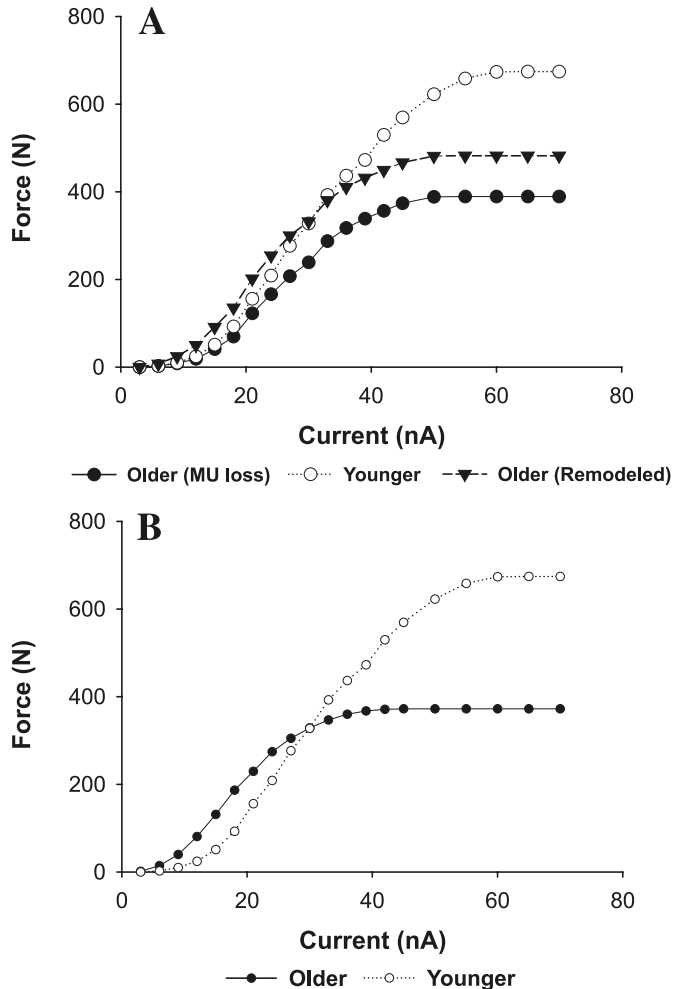 A
800
600
400
200
0
Force (N)
0 20 40 60 80
Current (nA)
Older (MU loss) Younger Older (Remodeled)
B
800
600
400
200
0
Force (N)
0 20 40 60 80
Current (nA)
Older Younger